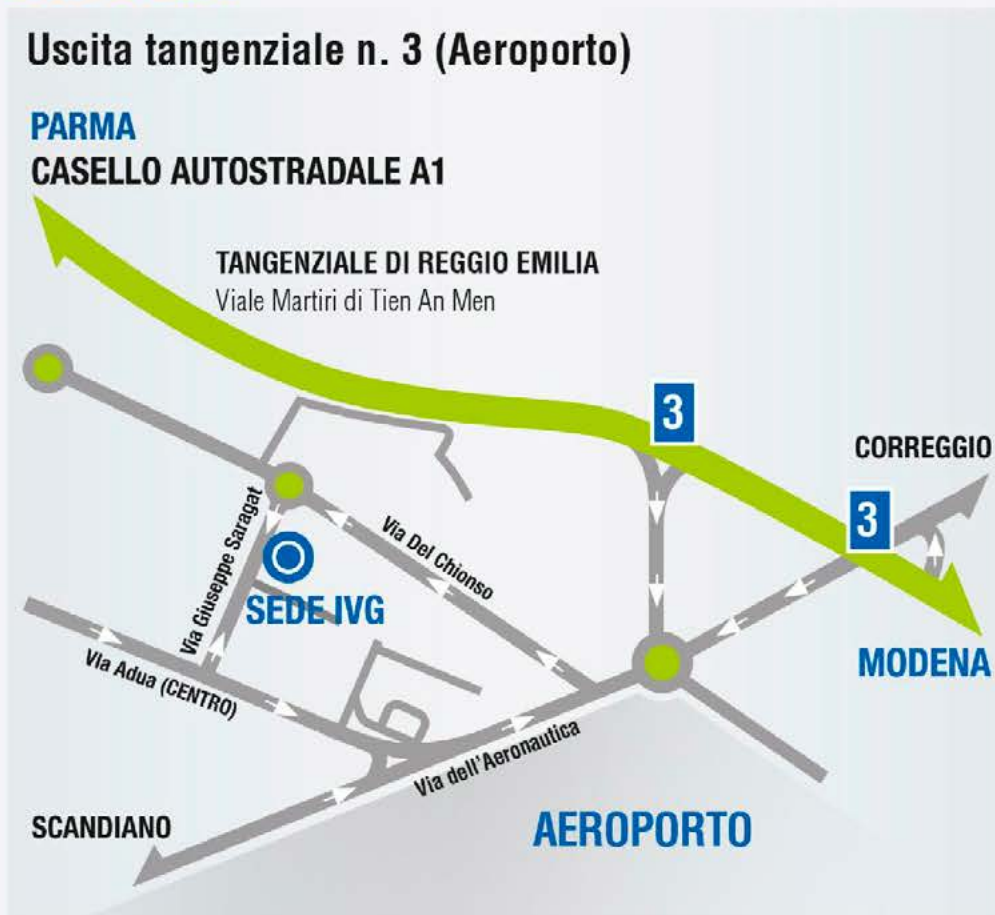 Uscita tangenziale n. 3 (Aeroporto)
PARMA
CASELLO AUTOSTRADALE A1
TANGENZIALE DI REGGIO EMILIA
Viale Martiri di Tien An Men
3
CORREGGIO
3
Via Giuseppe Saragat
Via Del Chionso
SEDE IVG
VIa Adua (CENTRO)
MODENA
Via dell'Aeronautica
SCANDIANO
AEROPORTO